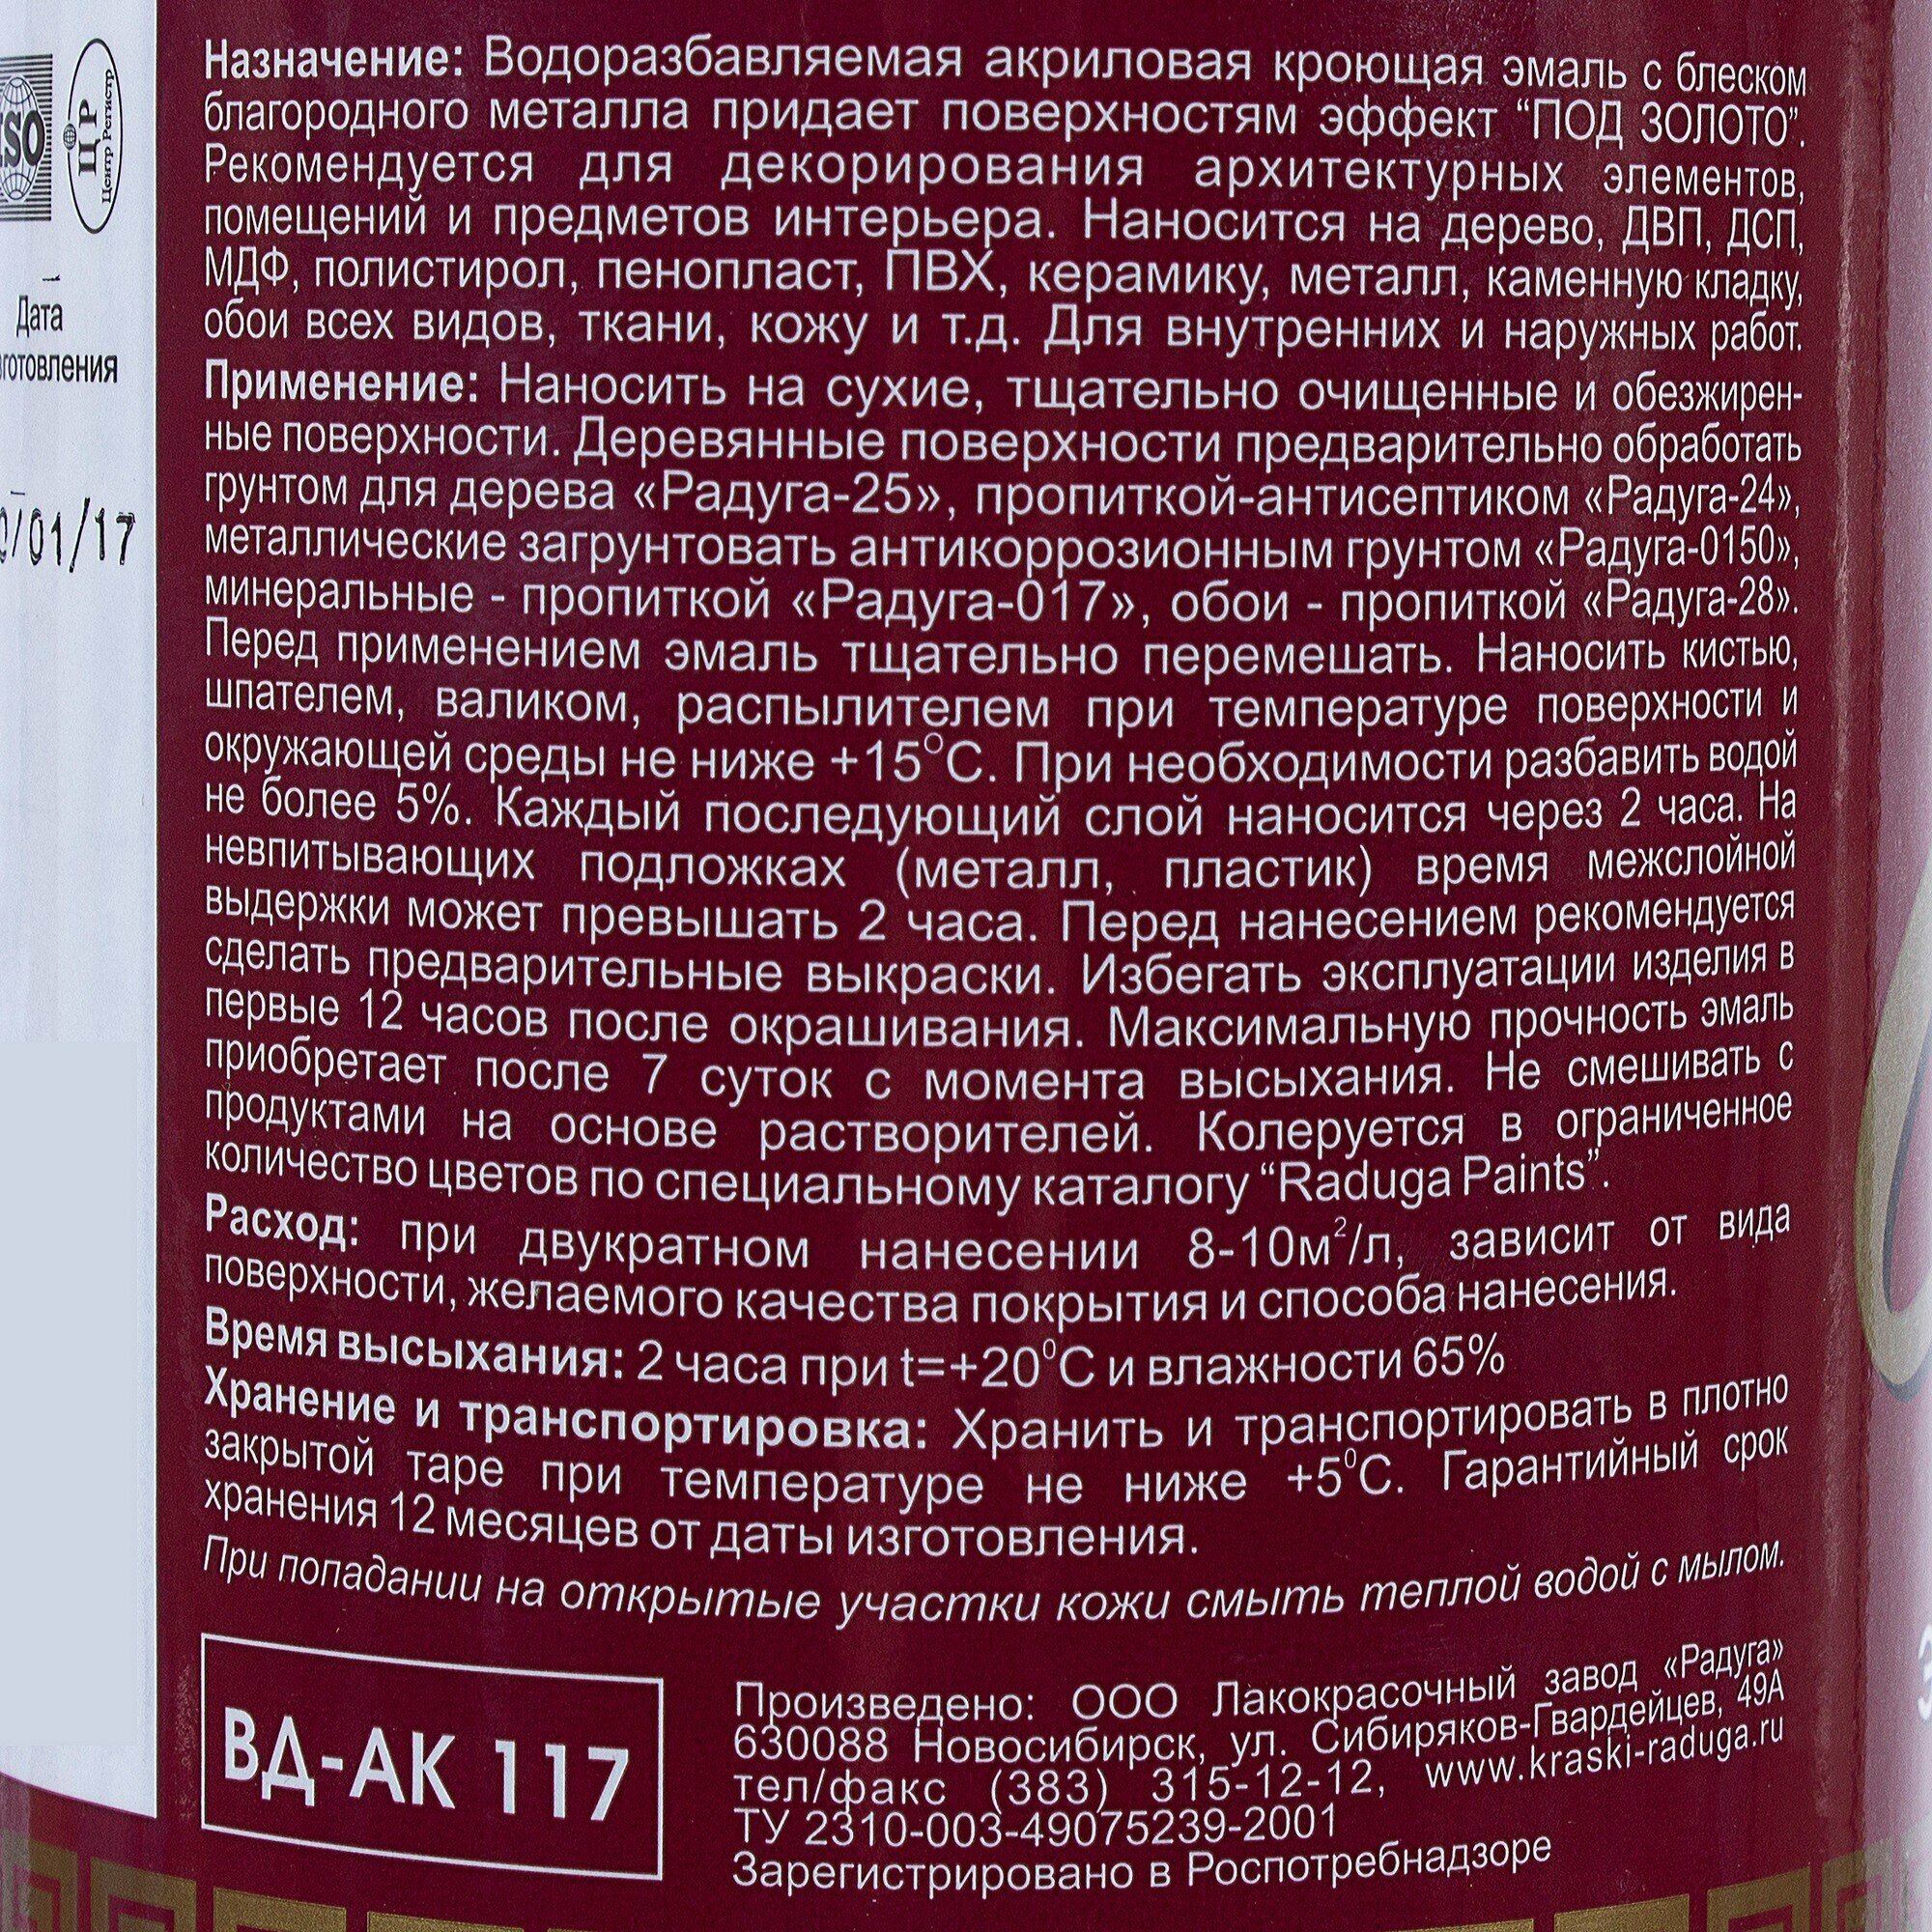 ISO
ЦР
Центр Регистр
Дата
/01/17
Назначение: Водоразбавляемая акриловая кроющая эмаль с блеском
благородного металла придает поверхностям эффект “ПОД ЗОЛОТО”.
Рекомендуется для декорирования архитектурных элементов,
помещений и предметов интерьера. Наносится на дерево, ДВП, ДСП,
МДФ, полистирол, пенопласт, ПВХ, керамику, металл, каменную кладку,
обои всех видов, ткани, кожу и т.д. Для внутренних и наружных работ.
Применение: Наносить на сухие, тщательно очищенные и обезжирен-
ные поверхности. Деревянные поверхности предварительно обработать
грунтом для дерева «Радуга-25», пропиткой-антисептиком «Радуга-24»,
металлические загрунтовать антикоррозионным грунтом «Радуга-0150»,
минеральные - пропиткой «Радуга-017», обои - пропиткой «Радуга-28».
Перед применением эмаль тщательно перемешать. Наносить кистью,
шпателем, валиком, распылителем при температуре поверхности и
окружающей среды не ниже +15°С. При необходимости разбавить водой
не более 5%. Каждый последующий слой наносится через 2 часа. На
невпитывающих подложках (металл, пластик) время межслойной
выдержки может превышать 2 часа. Перед нанесением рекомендуется
сделать предварительные выкраски. Избегать эксплуатации изделия в
первые 12 часов после окрашивания. Максимальную прочность эмаль
приобретает после 7 суток с момента высыхания. Не смешивать с
продуктами на основе растворителей. Колеруется в ограниченное
количество цветов по специальному каталогу “Raduga Paints”.
Расход: при двукратном нанесении 8-10м²/л, зависит от вида
поверхности, желаемого качества покрытия и способа нанесения.
Время высыхания: 2 часа при t=+20⁰С и влажности 65%
Хранение и транспортировка: Хранить и транспортировать в плотно
закрытой таре при температуре не ниже +5⁰С. Гарантийный срок
хранения 12 месяцев от даты изготовления.
При попадании на открытые участки кожи смыть теплой водой с мылом.
ВД-АК 117
Произведено: ООО Лакокрасочный завод «Радуга»
630088 Новосибирск, ул. Сибиряков-Гвардейцев, 49А
тел/факс (383) 315-12-12, www.kraski-raduga.ru
ТУ 2310-003-49075239-2001
Зарегистрировано в Роспотребнадзоре